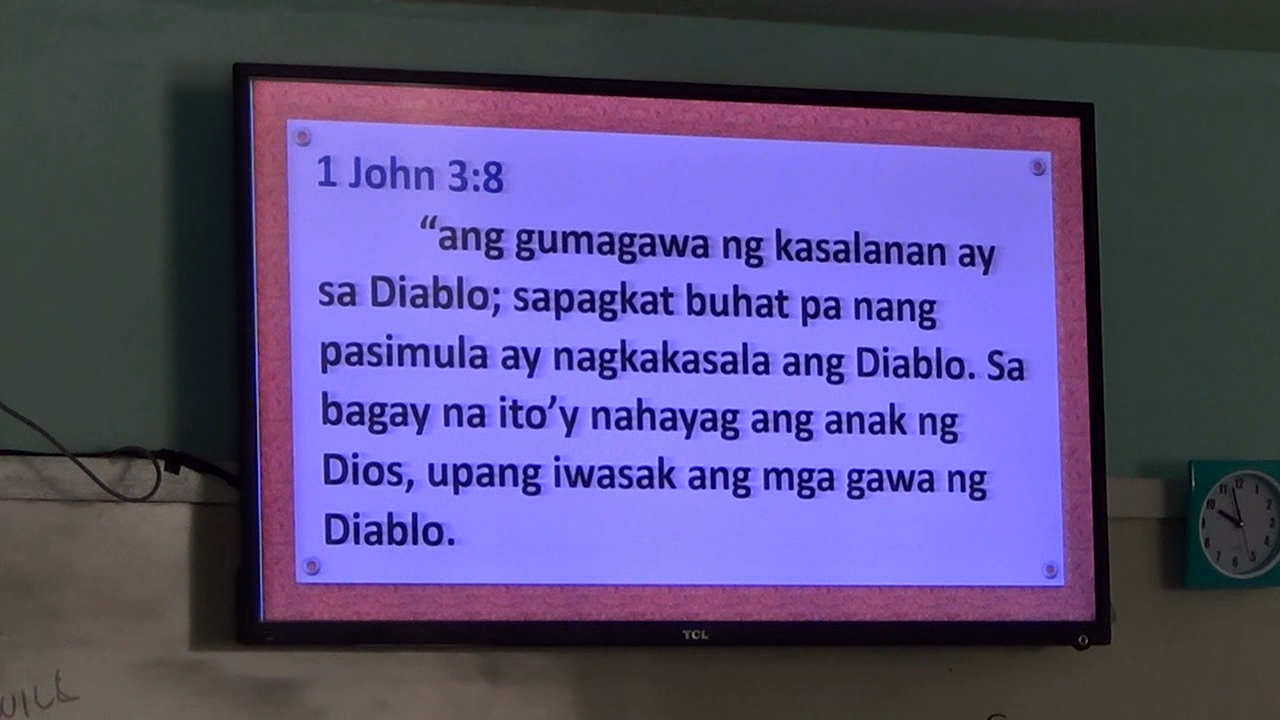 1 John 3:8
“ang gumagawa ng kasalanan ay
sa Diablo; sapagkat buhat pa nang
pasimula ay nagkakasala ang Diablo. Sa
bagay na ito’y nahayag ang anak ng
Dios, upang iwasak ang mga gawa ng
Diablo.
TCL